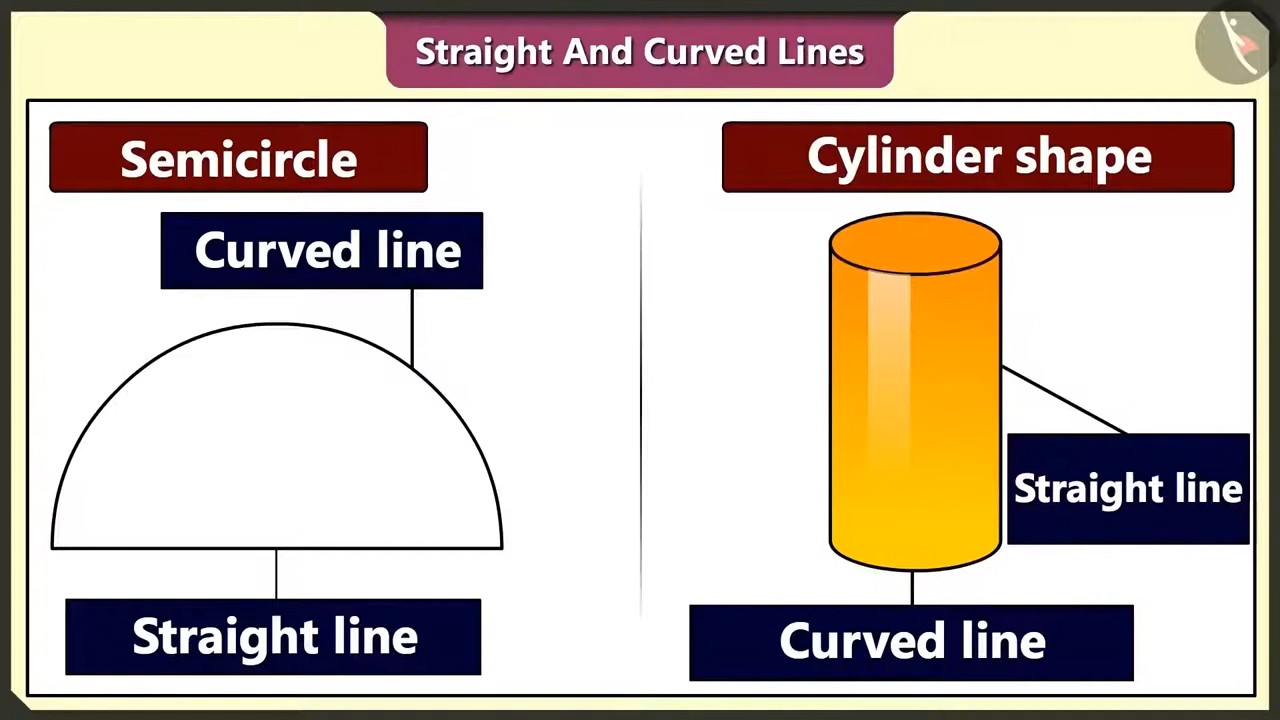 Straight And Curved Lines
Semicircle
Curved line
Straight line
Cylinder shape
Straight line
Curved line